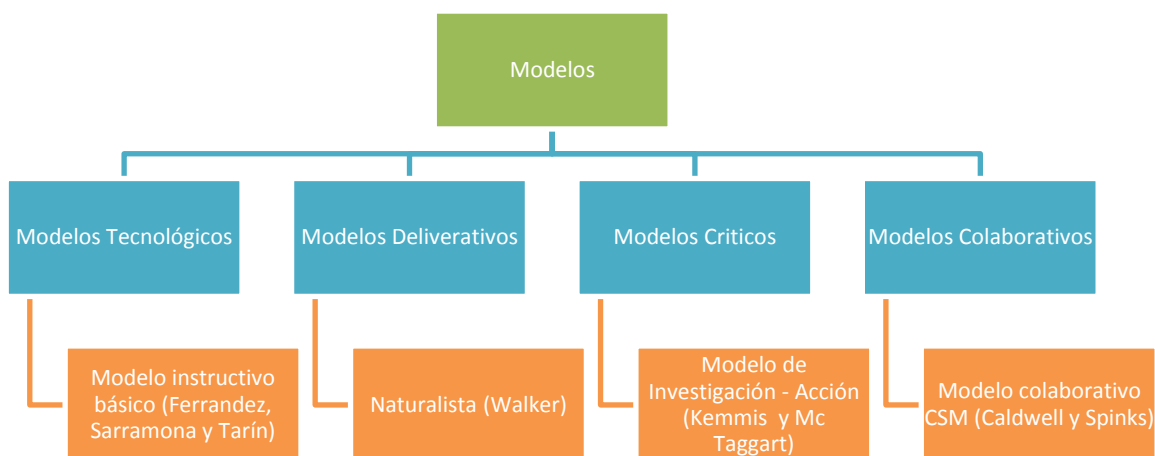 Modelos
Modelos Tecnológicos
Modelos Deliverativos
Modelos Criticos
Modelos Colaborativos
Modelo instructivo
básico (Ferrandez,
Sarramona y Tarín)
Naturalista (Walker)
Modelo de
Investigación - Acción
(Kemmis y Mc
Taggart)
Modelo colaborativo
CSM (Caldwell y Spinks)